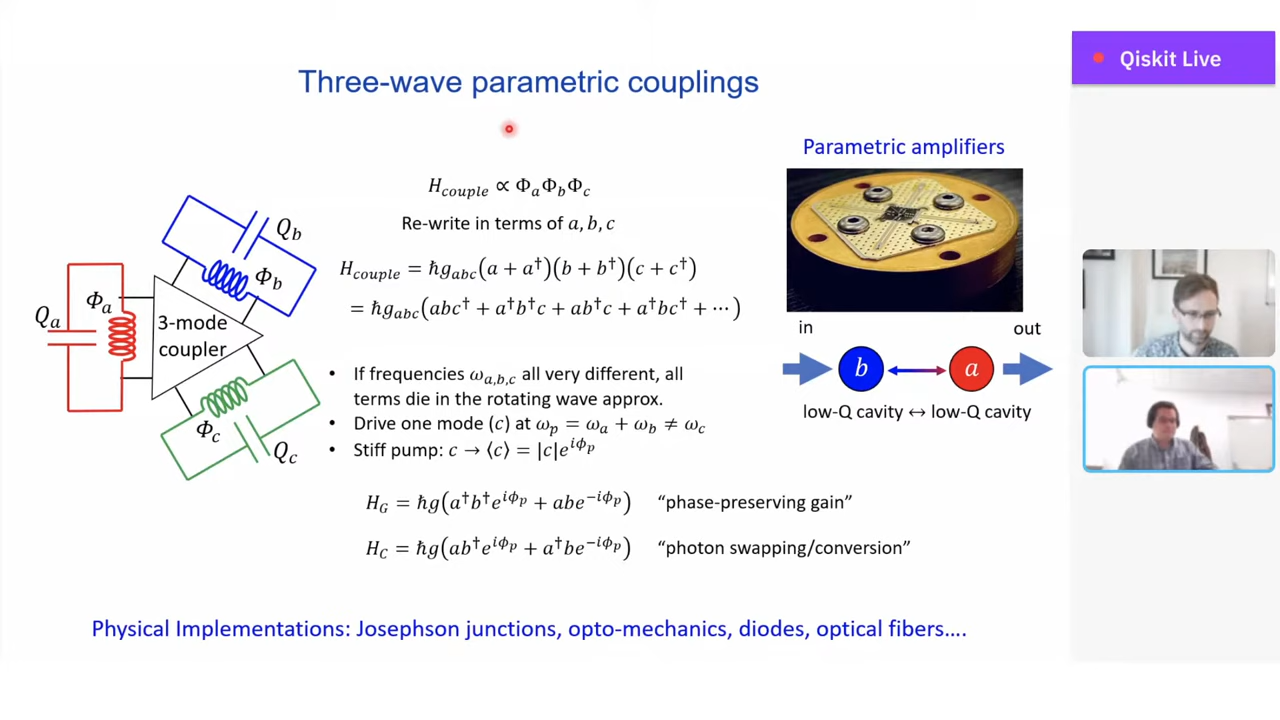 Qiskit Live
Three-wave parametric couplings
H_couple ∝ Φ_aΦ_bΦ_c
Re-write in terms of a, b, c
H_couple = ℏg_abc(a + a†)(b + b†)(c + c†)
= ℏg_abc(abc† + a†b†c + ab†c + a†bc† + ⋯ )
Q_a
Φ_a
Q_b
Φ_b
3-mode
coupler
Φ_c
Q_c
• If frequencies ω_a,b,c all very different, all
terms die in the rotating wave approx.
• Drive one mode (c) at ω_p = ω_a + ω_b ≠ ω_c
• Stiff pump: c → ⟨c⟩ = |c|e^{iϕ_p}
H_G = ℏg(a†b†e^{iϕ_p} + abe^{−iϕ_p}) “phase-preserving gain”
H_C = ℏg(ab†e^{iϕ_p} + a†be^{−iϕ_p}) “photon swapping/conversion”
Parametric amplifiers
in
out
b
a
low-Q cavity ↔ low-Q cavity
Physical Implementations: Josephson junctions, opto-mechanics, diodes, optical fibers….